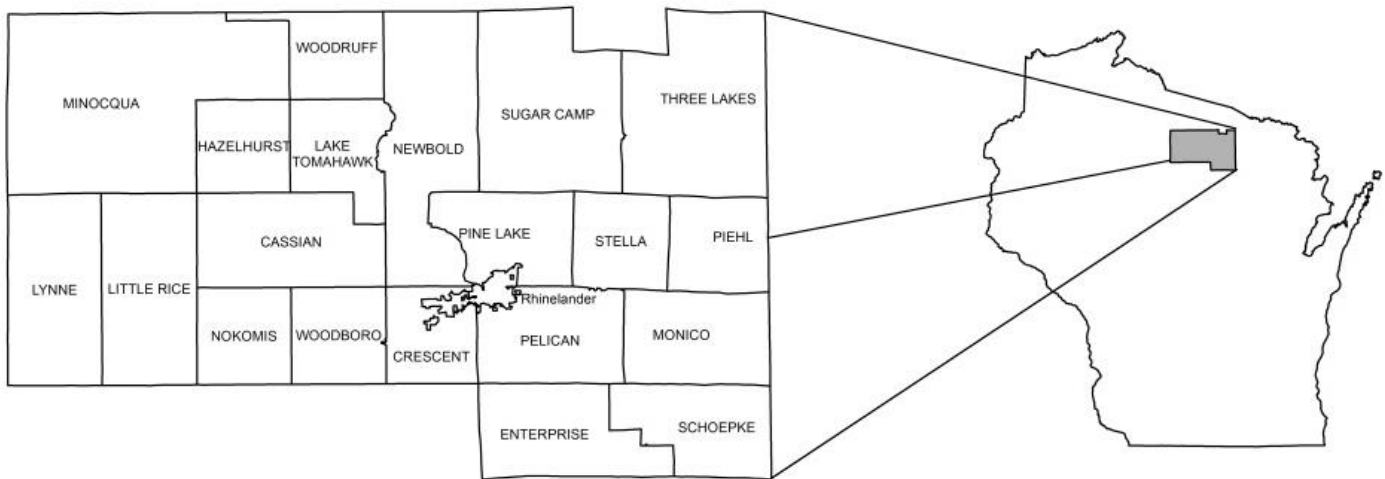 WOODRUFF
MINOCQUA
THREE LAKES
SUGAR CAMP
HAZELHURST
LAKE
TOMAHAWK
NEWBOLD
CASSIAN
PINE LAKE
STELLA
PIEHL
LYNNE
LITTLE RICE
Rhinelander
NOKOMIS
WOODBORO
CRESCENT
PELICAN
MONICO
ENTERPRISE
SCHOEPKE